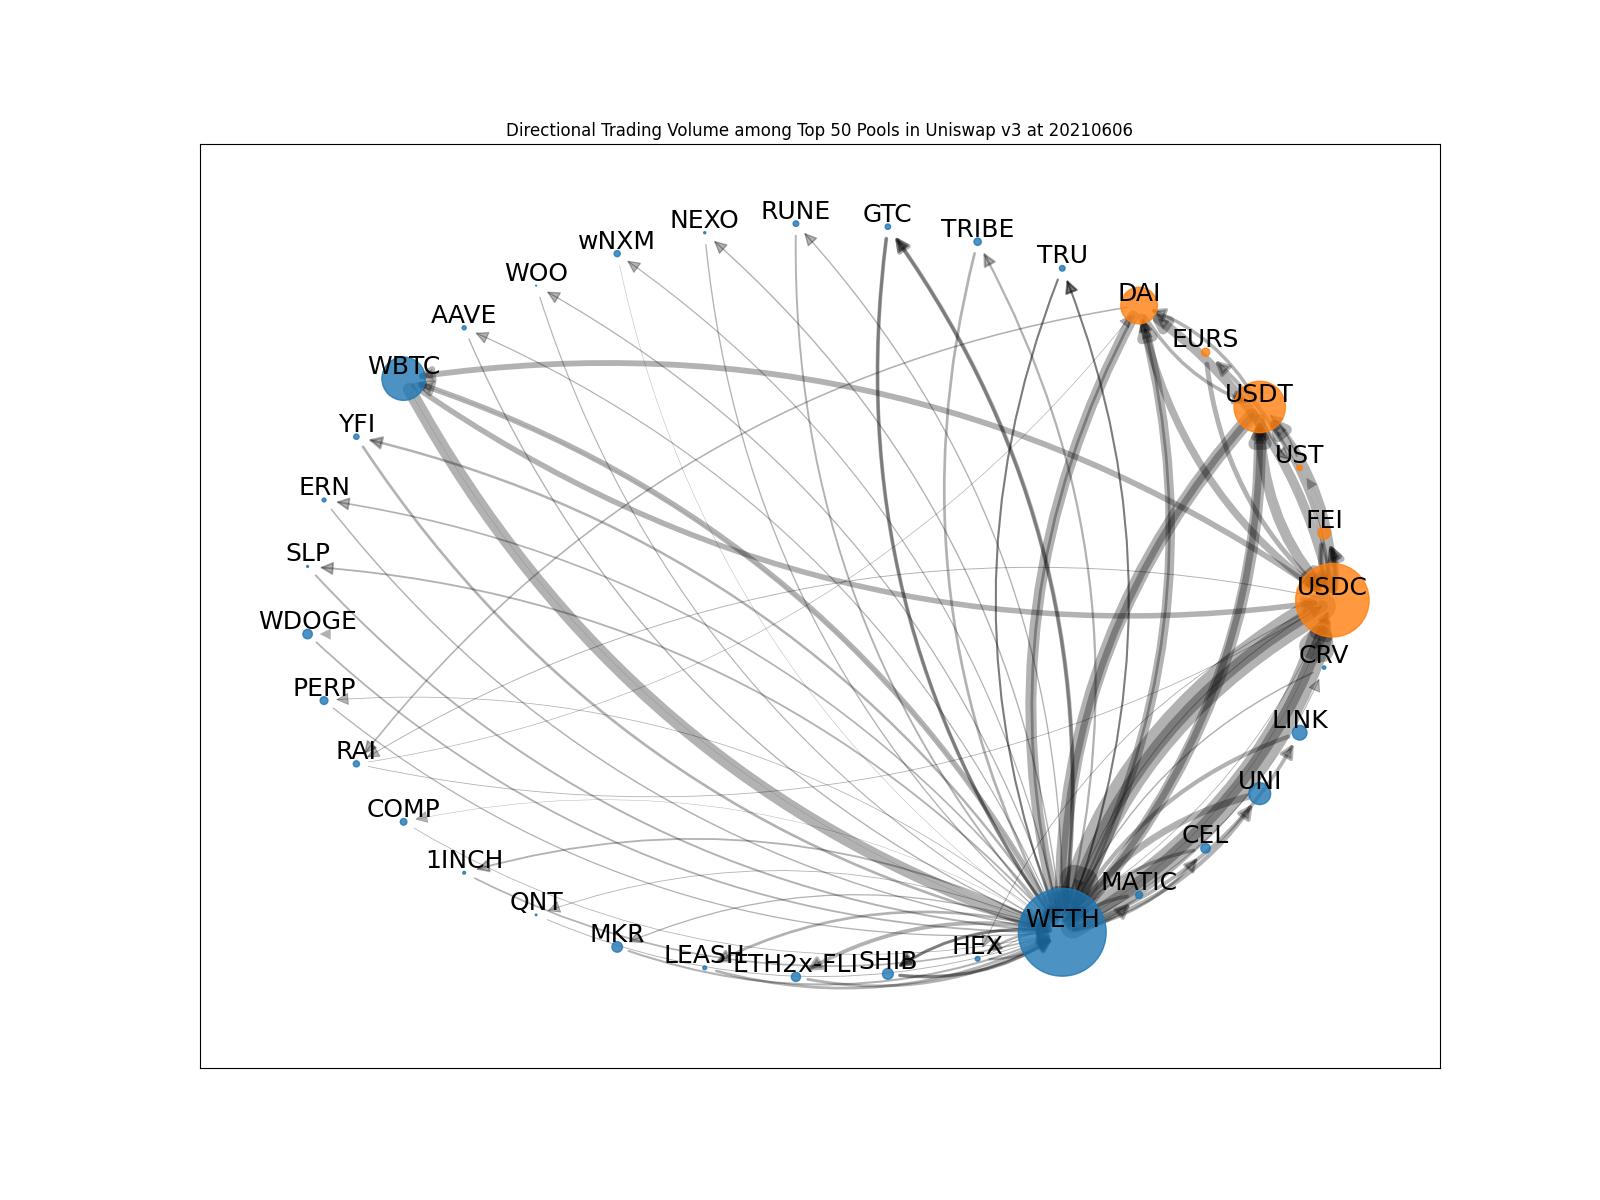 Directional Trading Volume among Top 50 Pools in Uniswap v3 at 20210606
RUNE
GTC
NEXO
TRIBE
wNXM
TRU
WOO
DAI
AAVE
EURS
WBTC
USDT
YFI
UST
ERN
FEI
SLP
USDC
WDOGE
CRV
PERP
LINK
RAI
UNI
COMP
CEL
1INCH
MATIC
QNT
WETH
MKR
HEX
LEASH
ETH2x-FLI
SHIB